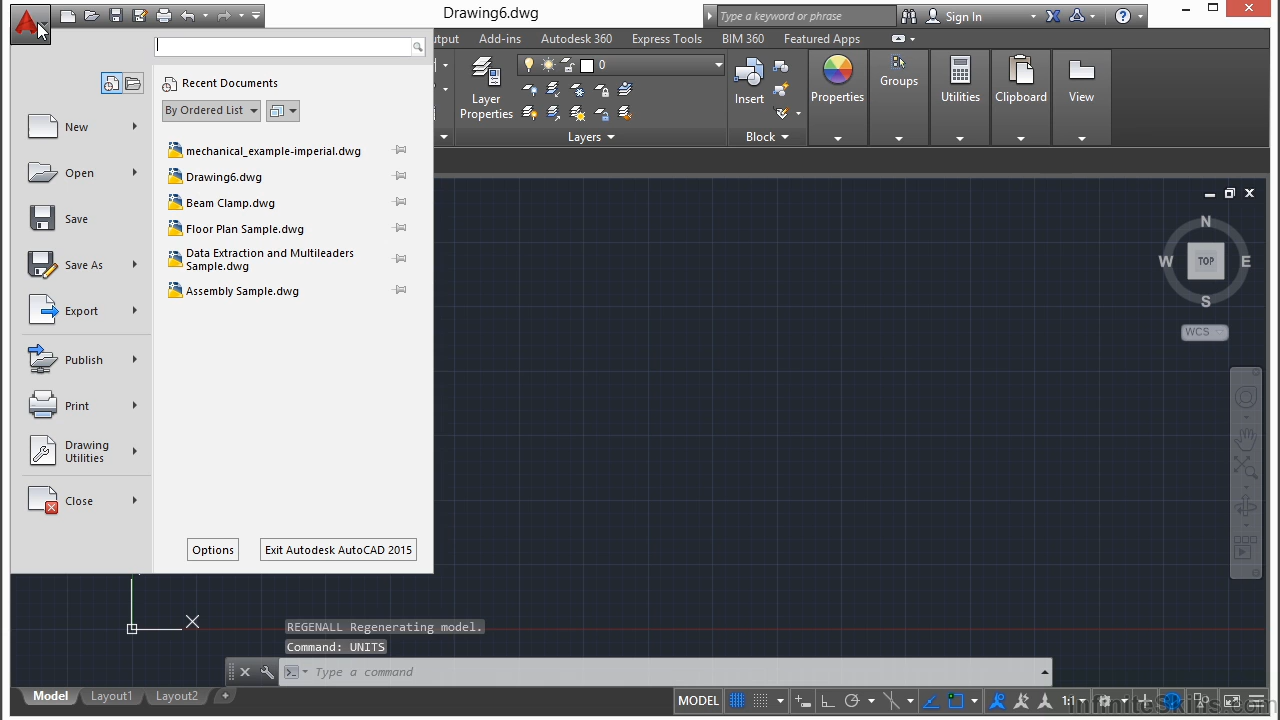 Drawing6.dwg
Type a keyword or phrase
Sign In
utput
Add-ins
Autodesk 360
Express Tools
BIM 360
Featured Apps
0
Layer
Properties
Layers
Insert
Block
Properties
Groups
Utilities
Clipboard
View
New
Open
Save
Save As
Export
Publish
Print
Drawing
Utilities
Close
Recent Documents
By Ordered List
mechanical_example-imperial.dwg
Drawing6.dwg
Beam Clamp.dwg
Floor Plan Sample.dwg
Data Extraction and Multileaders
Sample.dwg
Assembly Sample.dwg
Options
Exit Autodesk AutoCAD 2015
N
W
TOP
E
S
WCS
X
REGENALL Regenerating model.
Command: UNITS
Type a command
Model
Layout1
Layout2
MODEL
1:1
InfiniteSkills.com